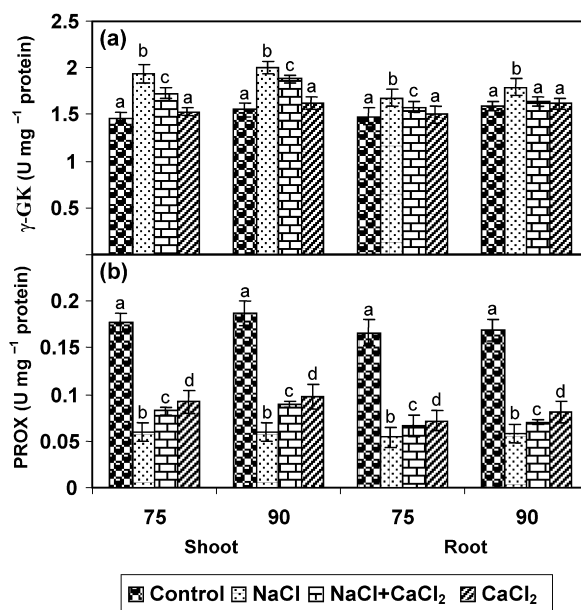 (a)
γ-GK (U mg ⁻¹ protein)
2.5
2
1.5
1
0.5
a b c a a b c a a b c a a b a a
(b)
PROX (U mg ⁻¹ protein)
0.2
0.15
0.1
0.05
0
a b c d a b c d a b c d a b c d
75 90 75 90
Shoot Root
Control NaCl NaCl+CaCl₂ CaCl₂